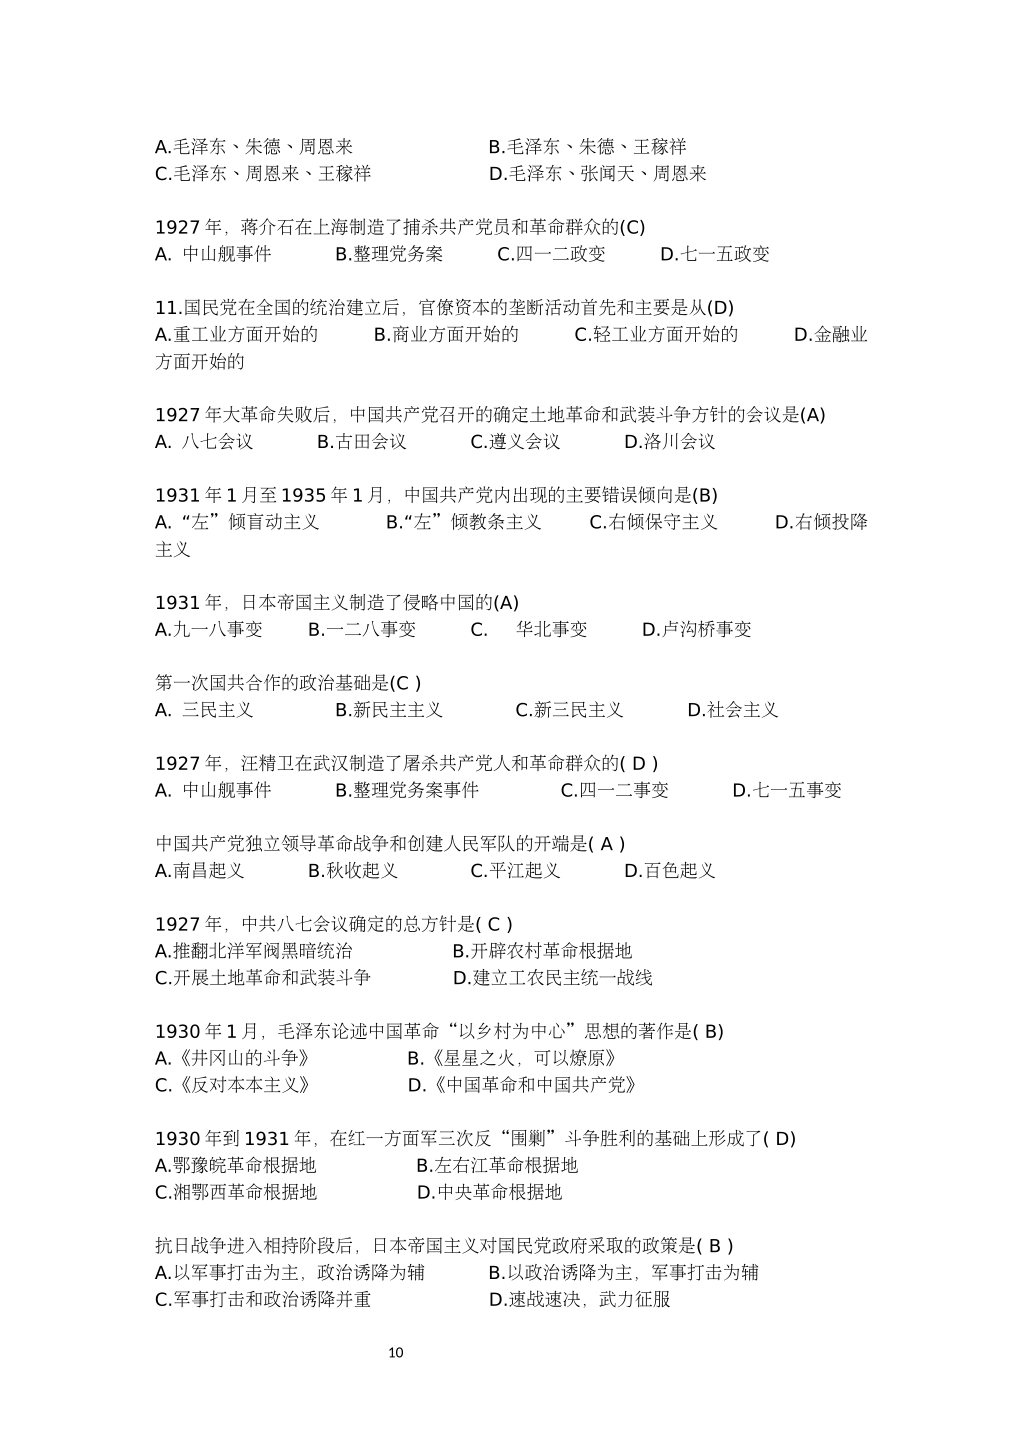 A.毛泽东、朱德、周恩来 B.毛泽东、朱德、王稼祥
C.毛泽东、周恩来、王稼祥 D.毛泽东、张闻天、周恩来
1927 年，蒋介石在上海制造了捕杀共产党员和革命群众的(C)
A. 中山舰事件 B.整理党务案 C.四一二政变 D.七一五政变
11.国民党在全国的统治建立后，官僚资本的垄断活动首先和主要是从(D)
A.重工业方面开始的 B.商业方面开始的 C.轻工业方面开始的 D.金融业
方面开始的
1927 年大革命失败后，中国共产党召开的确定土地革命和武装斗争方针的会议是(A)
A. 八七会议 B.古田会议 C.遵义会议 D.洛川会议
1931 年 1 月至 1935 年 1 月，中国共产党内出现的主要错误倾向是(B)
A. “左”倾盲动主义 B.“左”倾教条主义 C.右倾保守主义 D.右倾投降
主义
1931 年，日本帝国主义制造了侵略中国的(A)
A.九一八事变 B.一二八事变 C. 华北事变 D.卢沟桥事变
第一次国共合作的政治基础是(C )
A. 三民主义 B.新民主主义 C.新三民主义 D.社会主义
1927 年，汪精卫在武汉制造了屠杀共产党人和革命群众的( D )
A. 中山舰事件 B.整理党务案事件 C.四一二事变 D.七一五事变
中国共产党独立领导革命战争和创建人民军队的开端是( A )
A.南昌起义 B.秋收起义 C.平江起义 D.百色起义
1927 年，中共八七会议确定的总方针是( C )
A.推翻北洋军阀黑暗统治 B.开辟农村革命根据地
C.开展土地革命和武装斗争 D.建立工农民主统一战线
1930 年 1 月，毛泽东论述中国革命“以乡村为中心”思想的著作是( B)
A.《井冈山的斗争》 B.《星星之火，可以燎原》
C.《反对本本主义》 D.《中国革命和中国共产党》
1930 年到 1931 年，在红一方面军三次反“围剿”斗争胜利的基础上形成了( D)
A.鄂豫皖革命根据地 B.左右江革命根据地
C.湘鄂西革命根据地 D.中央革命根据地
抗日战争进入相持阶段后，日本帝国主义对国民党政府采取的政策是( B )
A.以军事打击为主，政治诱降为辅 B.以政治诱降为主，军事打击为辅
C.军事打击和政治诱降并重 D.速战速决，武力征服
10